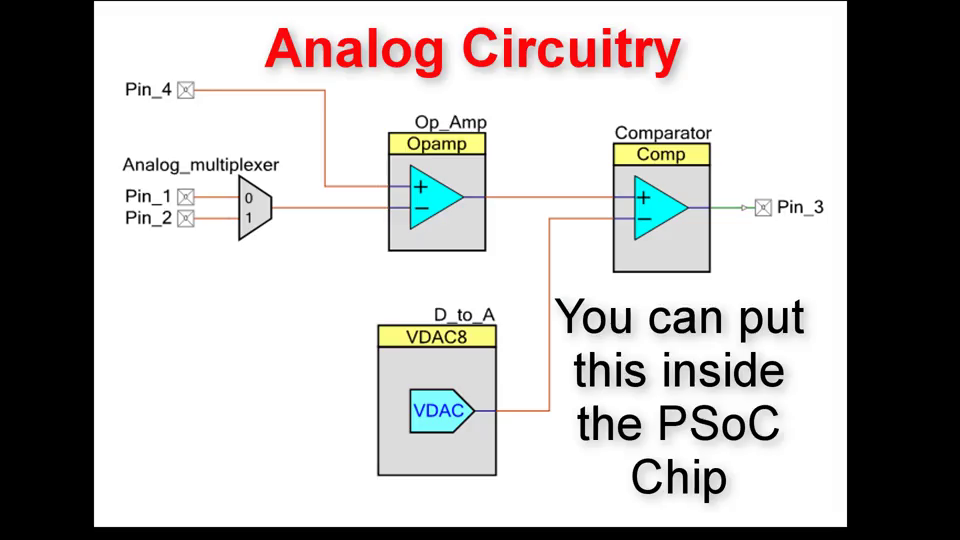 Analog Circuitry
Pin_4
Op_Amp
Opamp
+
−
Analog_multiplexer
Pin_1
0
Pin_2
1
Comparator
Comp
+
−
Pin_3
D_to_A
VDAC8
VDAC
You can put
this inside
the PSoC
Chip